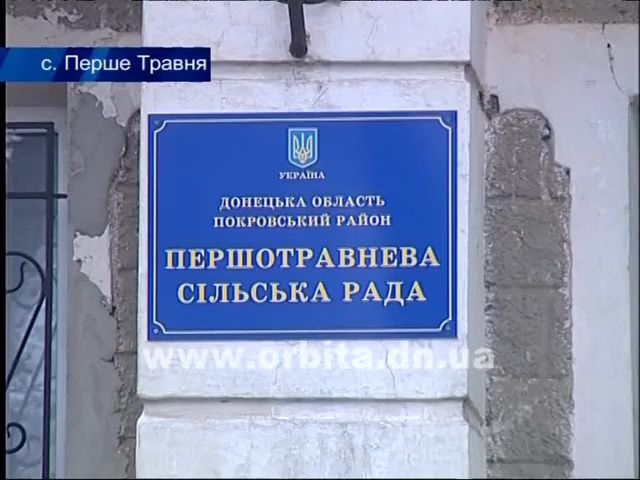 с. Перше Травня
УКРАЇНА
ДОНЕЦЬКА ОБЛАСТЬ
ПОКРОВСЬКИЙ РАЙОН
ПЕРШОТРАВНЕВА
СІЛЬСЬКА РАДА
www.orbita.dn.ua